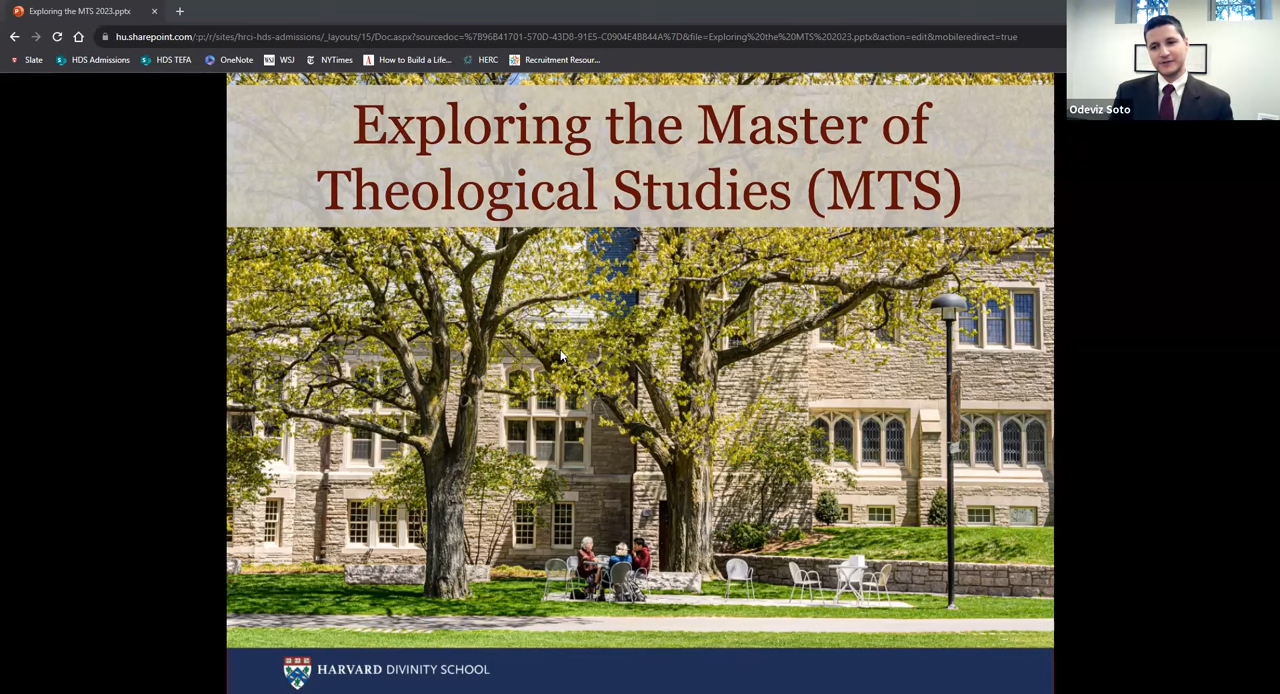 Exploring the MTS 2023.pptx
hu.sharepoint.com/:p:/r/sites/hrci-hds-admissions/_layouts/15/Doc.aspx?sourcedoc=%7B96B41701-570D-43D8-91E5-C0904E4B844A%7D&file=Exploring%20the%20MTS%202023.pptx&action=edit&mobileredirect=true
Slate HDS Admissions HDS TEFA OneNote WSJ WSJ NYTimes A How to Build a Life... HERC Recruitment Resour...
Odeviz Soto
Exploring the Master of
Theological Studies (MTS)
HARVARD DIVINITY SCHOOL